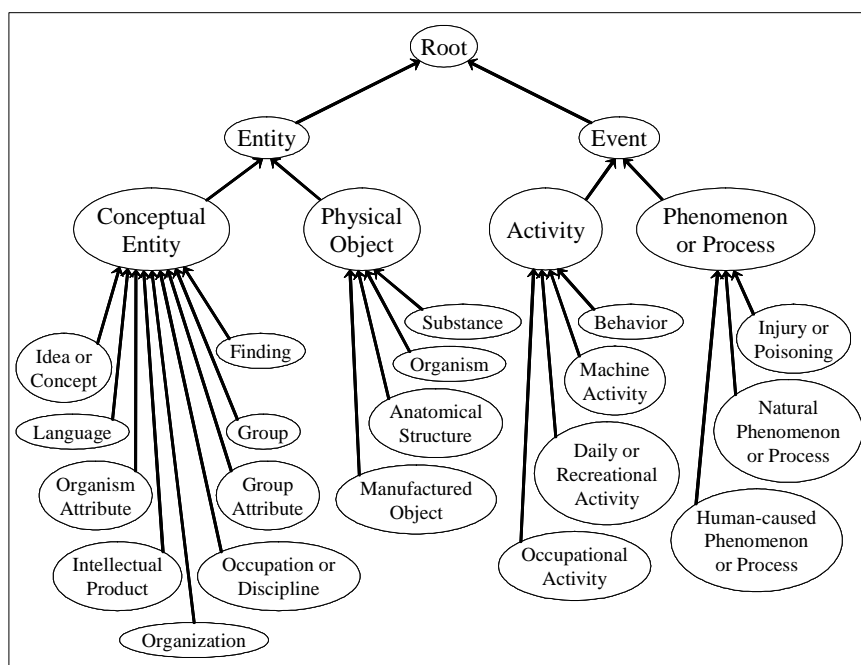 Root
Entity
Event
Conceptual
Entity
Physical
Object
Activity
Phenomenon
or Process
Idea or
Concept
Language
Organism
Attribute
Intellectual
Product
Organization
Occupation or
Discipline
Group
Attribute
Group
Finding
Substance
Organism
Anatomical
Structure
Manufactured
Object
Behavior
Machine
Activity
Daily or
Recreational
Activity
Occupational
Activity
Injury or
Poisoning
Natural
Phenomenon
or Process
Human-caused
Phenomenon
or Process